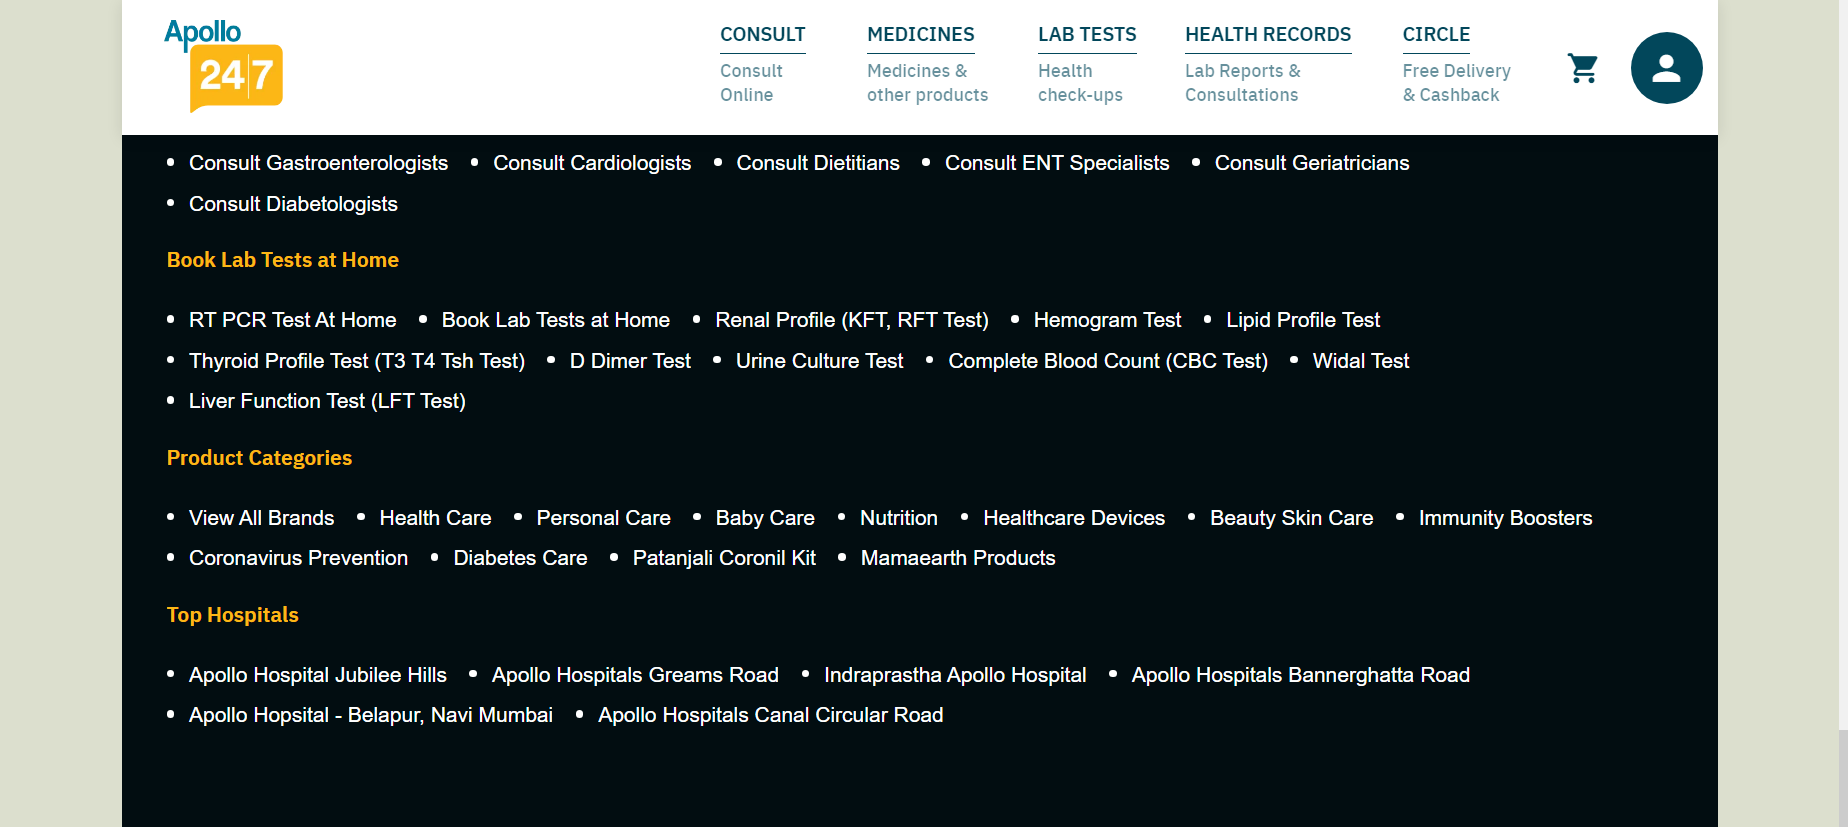 Apollo
24|7
CONSULT MEDICINES LAB TESTS HEALTH RECORDS CIRCLE
Consult Medicines & Health Lab Reports & Free Delivery
Online other products check-ups Consultations & Cashback
• Consult Gastroenterologists • Consult Cardiologists • Consult Dietitians • Consult ENT Specialists • Consult Geriatricians
• Consult Diabetologists
Book Lab Tests at Home
• RT PCR Test At Home • Book Lab Tests at Home • Renal Profile (KFT, RFT Test) • Hemogram Test • Lipid Profile Test
• Thyroid Profile Test (T3 T4 Tsh Test) • D Dimer Test • Urine Culture Test • Complete Blood Count (CBC Test) • Widal Test
• Liver Function Test (LFT Test)
Product Categories
• View All Brands • Health Care • Personal Care • Baby Care • Nutrition • Healthcare Devices • Beauty Skin Care • Immunity Boosters
• Coronavirus Prevention • Diabetes Care • Patanjali Coronil Kit • Mamaearth Products
Top Hospitals
• Apollo Hospital Jubilee Hills • Apollo Hospitals Greams Road • Indraprastha Apollo Hospital • Apollo Hospitals Bannerghatta Road
• Apollo Hopsital - Belapur, Navi Mumbai • Apollo Hospitals Canal Circular Road